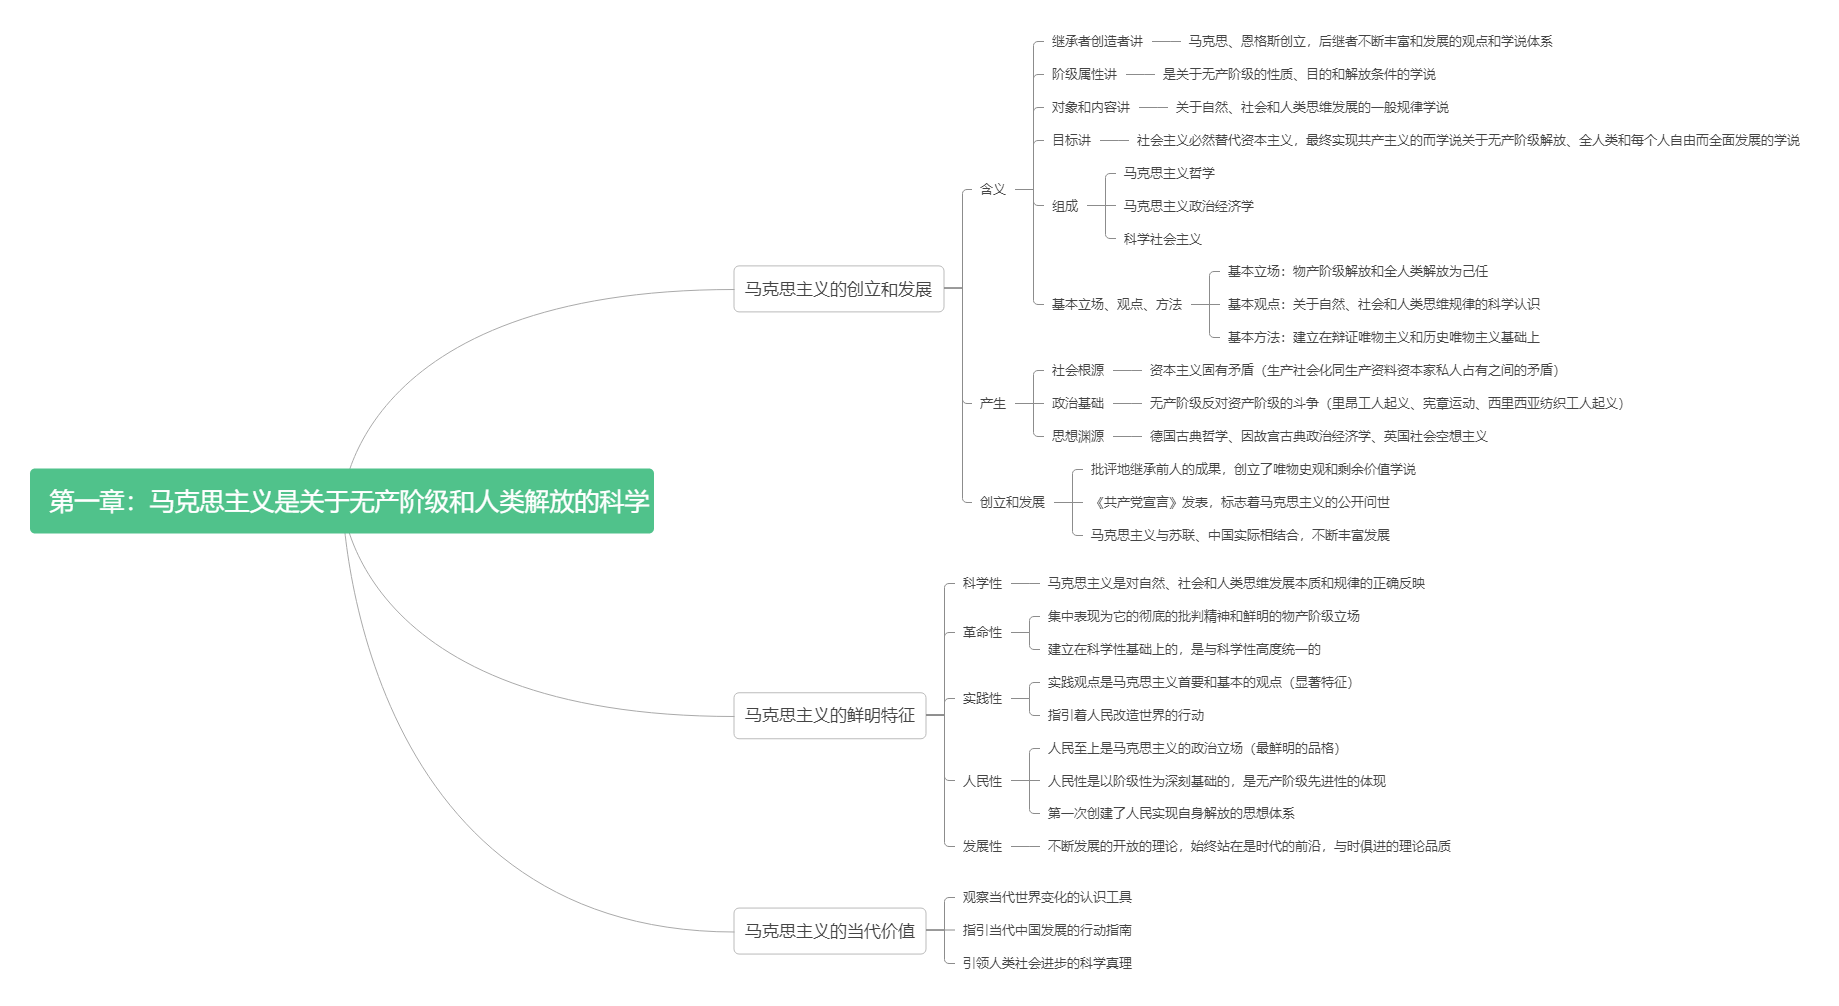 第一章：马克思主义是关于无产阶级和人类解放的科学
马克思主义的创立和发展
含义
继承者创造者讲
马克思、恩格斯创立，后继者不断丰富和发展的观点和学说体系
阶级属性讲
是关于无产阶级的性质、目的和解放条件的学说
对象和内容讲
关于自然、社会和人类思维发展的一般规律学说
目标讲
社会主义必然替代资本主义，最终实现共产主义的而学说关于无产阶级解放、全人类和每个人自由而全面发展的学说
组成
马克思主义哲学
马克思主义政治经济学
科学社会主义
基本立场、观点、方法
基本立场：物产阶级解放和全人类解放为己任
基本观点：关于自然、社会和人类思维规律的科学认识
基本方法：建立在辩证唯物主义和历史唯物主义基础上
产生
社会根源
资本主义固有矛盾（生产社会化同生产资料资本家私人占有之间的矛盾）
政治基础
无产阶级反对资产阶级的斗争（里昂工人起义、宪章运动、西里西亚纺织工人起义）
思想渊源
德国古典哲学、因故宫古典政治经济学、英国社会空想主义
创立和发展
批评地继承前人的成果，创立了唯物史观和剩余价值学说
《共产党宣言》发表，标志着马克思主义的公开问世
马克思主义与苏联、中国实际相结合，不断丰富发展
马克思主义的鲜明特征
科学性
马克思主义是对自然、社会和人类思维发展本质和规律的正确反映
革命性
集中表现为它的彻底的批判精神和鲜明的物产阶级立场
建立在科学性基础上的，是与科学性高度统一的
实践性
实践观点是马克思主义首要和基本的观点（显著特征）
指引着人民改造世界的行动
人民性
人民至上是马克思主义的政治立场（最鲜明的品格）
人民性是以阶级性为深刻基础的，是无产阶级先进性的体现
第一次创建了人民实现自身解放的思想体系
发展性
不断发展的开放的理论，始终站在是时代的前沿，与时俱进的理论品质
马克思主义的当代价值
观察当代世界变化的认识工具
指引当代中国发展的行动指南
引领人类社会进步的科学真理